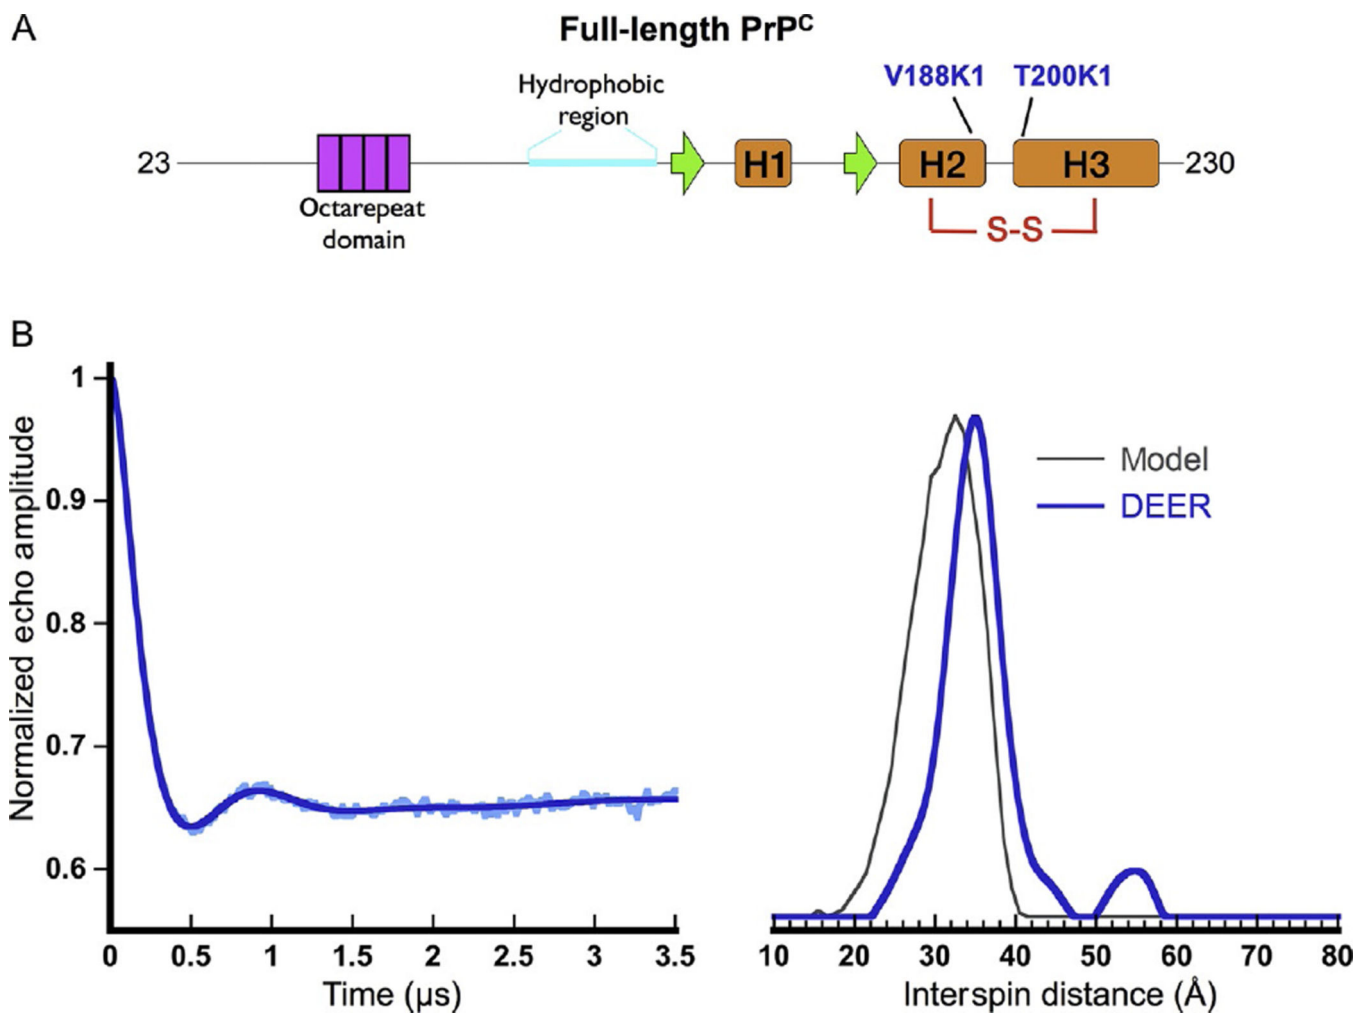 A
Full-length PrPC
Hydrophobic
region
V188K1 T200K1
23
H1
H2
H3
230
Octarepeat
domain
S-S
B
Normalized echo amplitude
1
0.9
0.8
0.7
0.6
0 0.5 1 1.5 2 2.5 3 3.5
Time (µs)
Model
DEER
10 20 30 40 50 60 70 80
Interspin distance (Å)